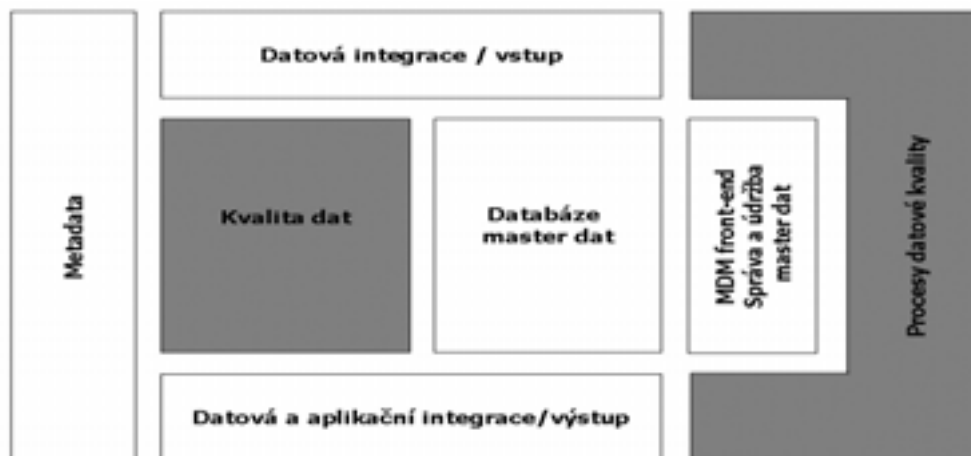 Metadata
Datová integrace / vstup
Kvalita dat
Databáze
master dat
MDM front-end
Správa a údržba
master dat
Procesy datové kvality
Datová a aplikační integrace/výstup